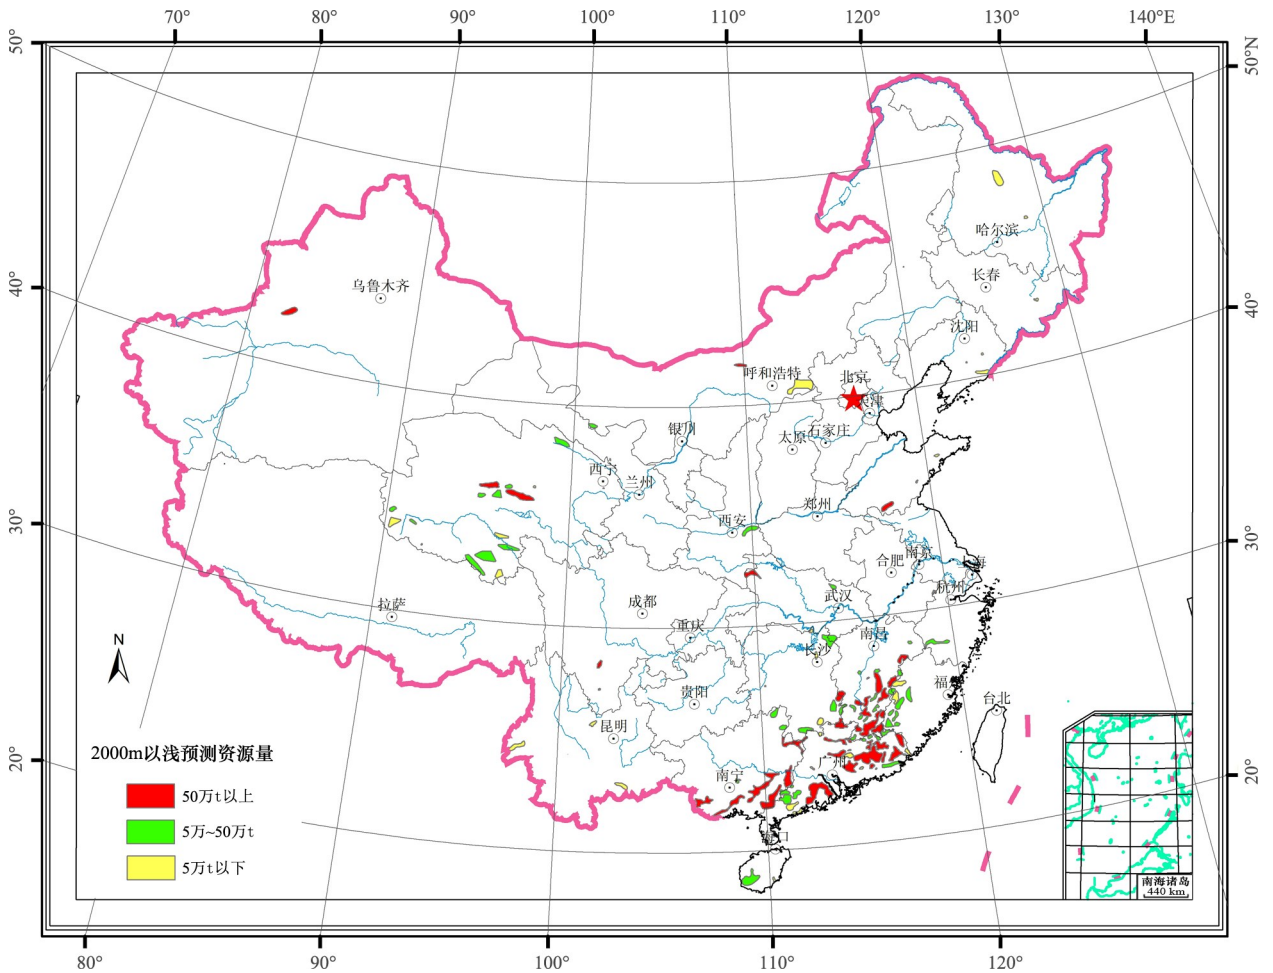 70° 80° 90° 100° 110° 120° 130° 140°E
50° 50°N
哈尔滨
长春
乌鲁木齐
40° 40°
沈阳
呼和浩特 北京
天津
银川 太原 石家庄
西宁
兰州
郑州
西安
30° 30°
合肥 南京
海
杭州
拉萨 成都 武汉
重庆 南昌
长沙
N
贵阳 福
台北
昆明
2000m以浅预测资源量
20° 广州 20°
南宁
50万t以上
5万~50万t
口
5万t以下
南海诸岛
440 km
80° 90° 100° 110° 120°